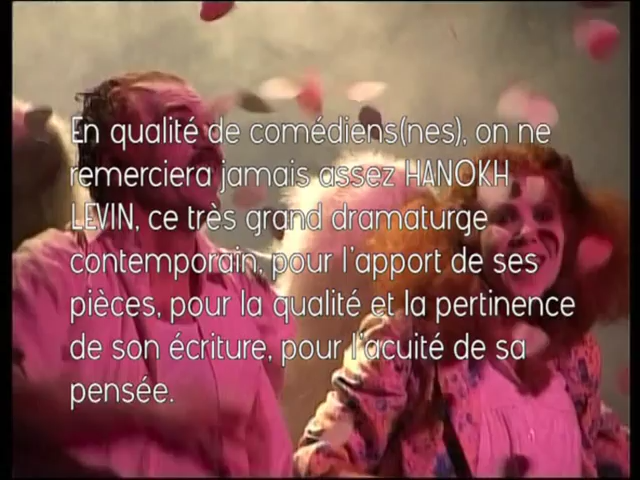 En qualité de comédiens(nes), on ne
remerciera jamais assez HANOKH
LEVIN, ce très grand dramaturge
contemporain, pour l'apport de ses
pièces, pour la qualité et la pertinence
de son écriture, pour l'acuité de sa
pensée.